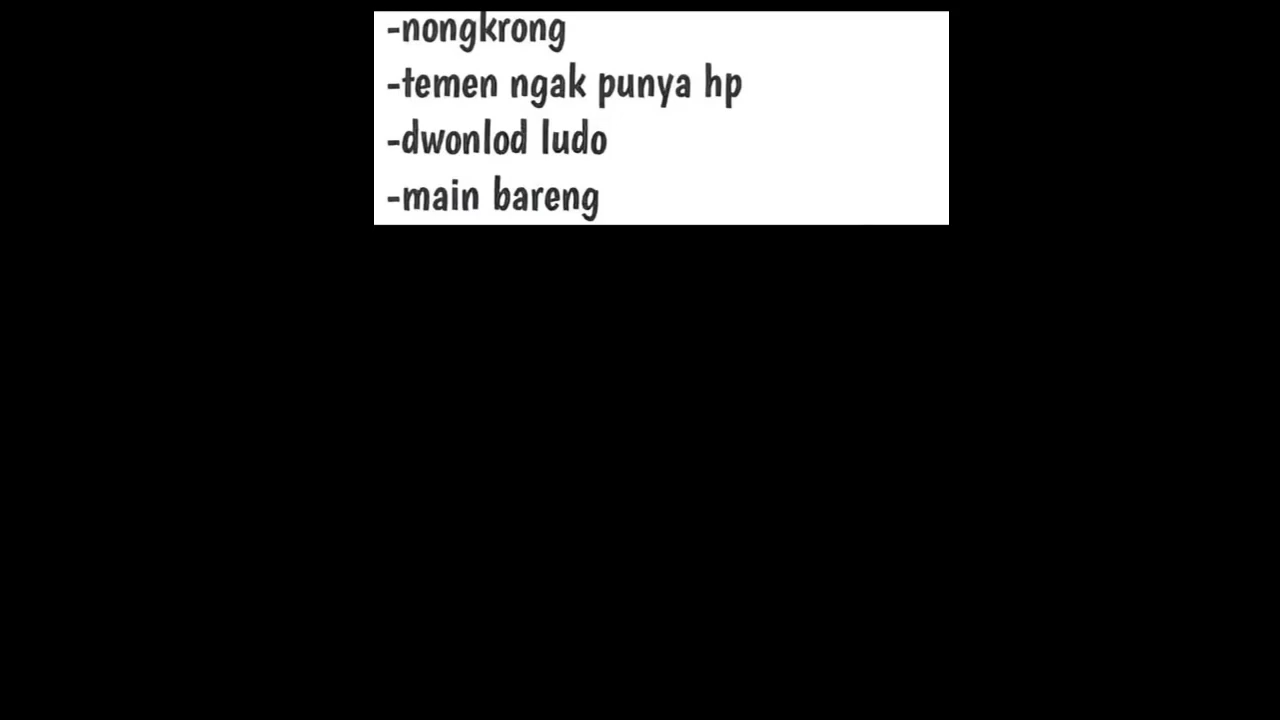 -nongkrong
-temen ngak punya hp
-dwonlod ludo
-main bareng